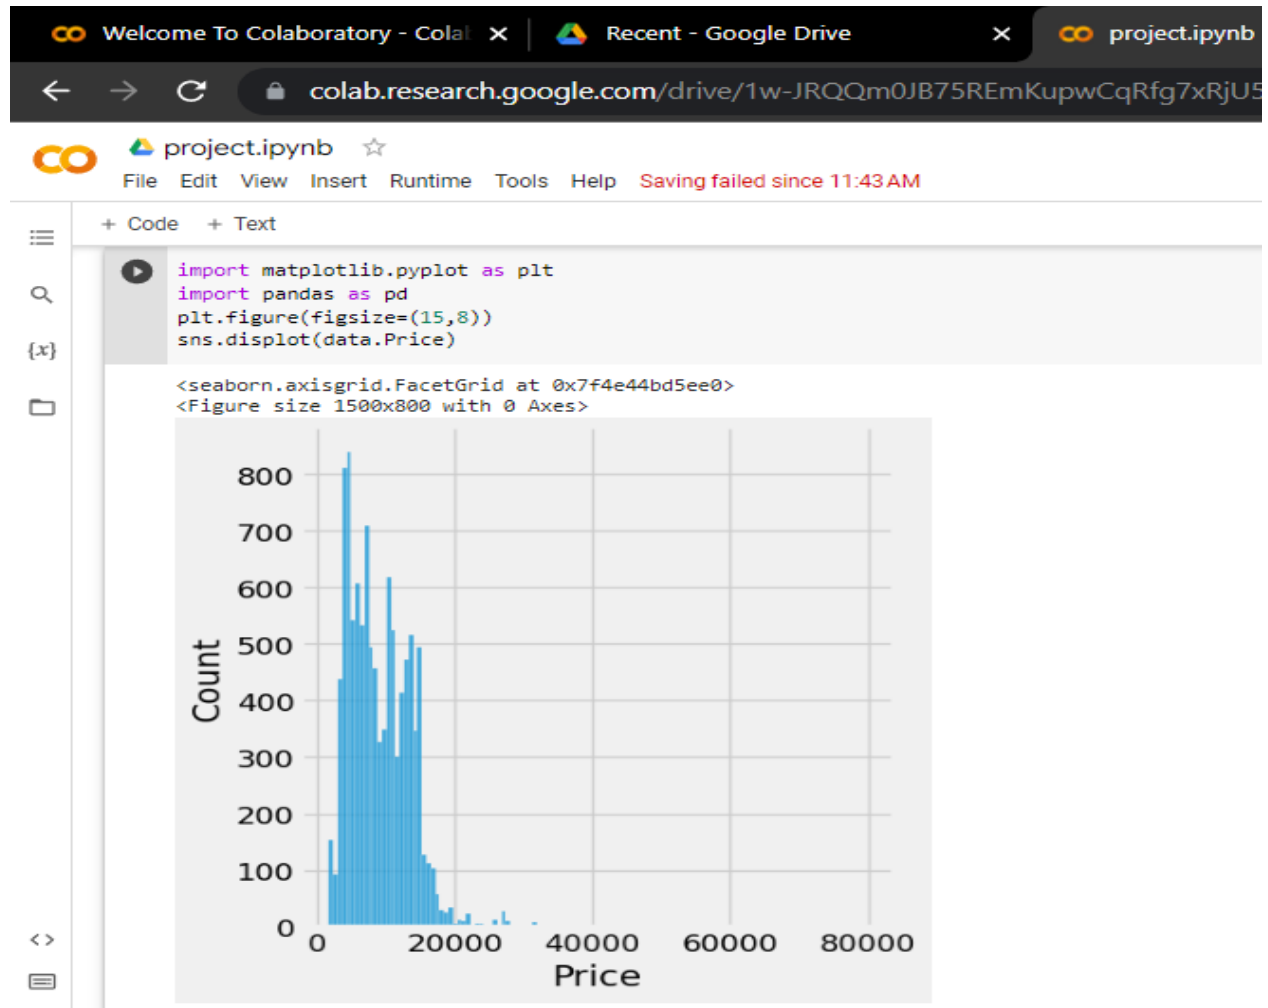 Welcome To Colaboratory - Colab
Recent - Google Drive
project.ipynb
colab.research.google.com/drive/1w-JRQQm0JB75REmKupwCqRfg7xRjU5
project.ipynb
File Edit View Insert Runtime Tools Help Saving failed since 11:43 AM
+ Code + Text
import matplotlib.pyplot as plt
import pandas as pd
plt.figure(figsize=(15,8))
sns.displot(data.Price)
{x}
<seaborn.axisgrid.FacetGrid at 0x7f4e44bd5ee0>
<Figure size 1500x800 with 0 Axes>
800
700
600
500
400
300
200
100
0
Count
0 20000 40000 60000 80000
Price